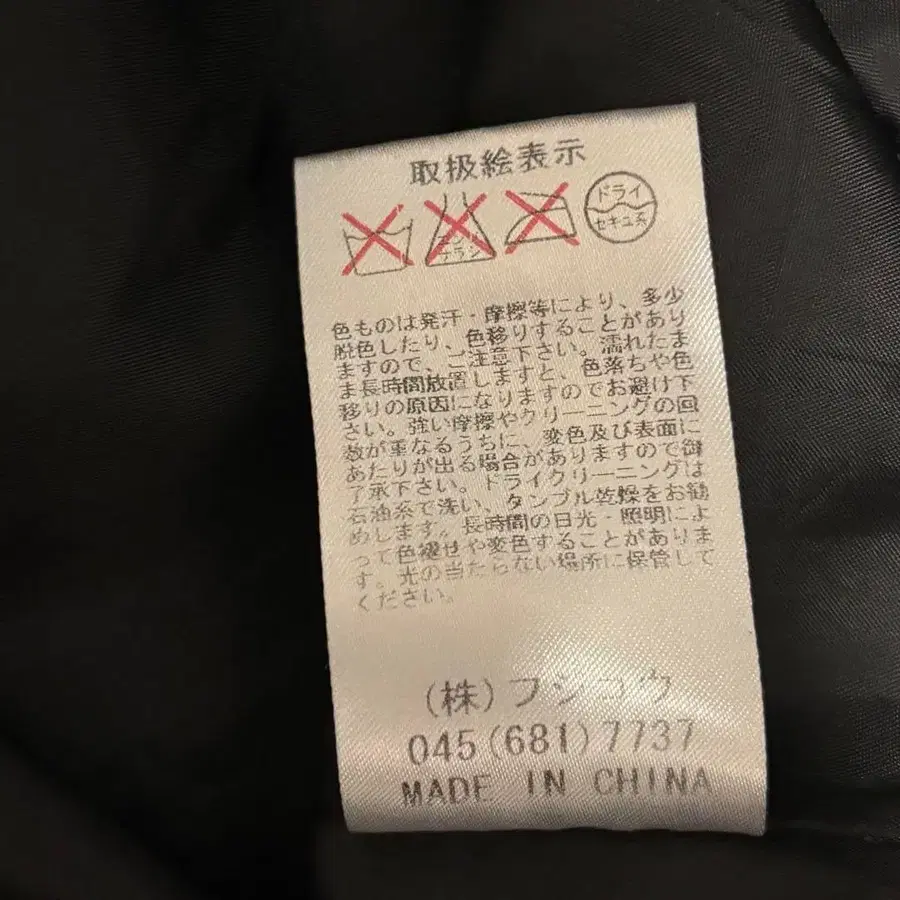 取扱絵表示
エンソ
サラシ
ドライ
セキユ系
色ものは発汗・摩擦等により、多少
脱色したり、色移りすることがあり
ますので、ご注意下さい。濡れたま
ま長時間放置しますと、色落ちや色
移りの原因になりますのでお避け下
さい。強い摩擦やクリーニングの回
数が重なるうちに、変色及び表面に
あたりが出る場合がありますので御
了承下さい。ドライクリーニングは
石油糸で洗い、タンブル乾燥をお勧
めします。長時間の日光・照明によ
って色褪せや変色することがありま
す。光の当たらない場所に保管して
ください。
(株)フジコウ
045(681)7737
MADE IN CHINA